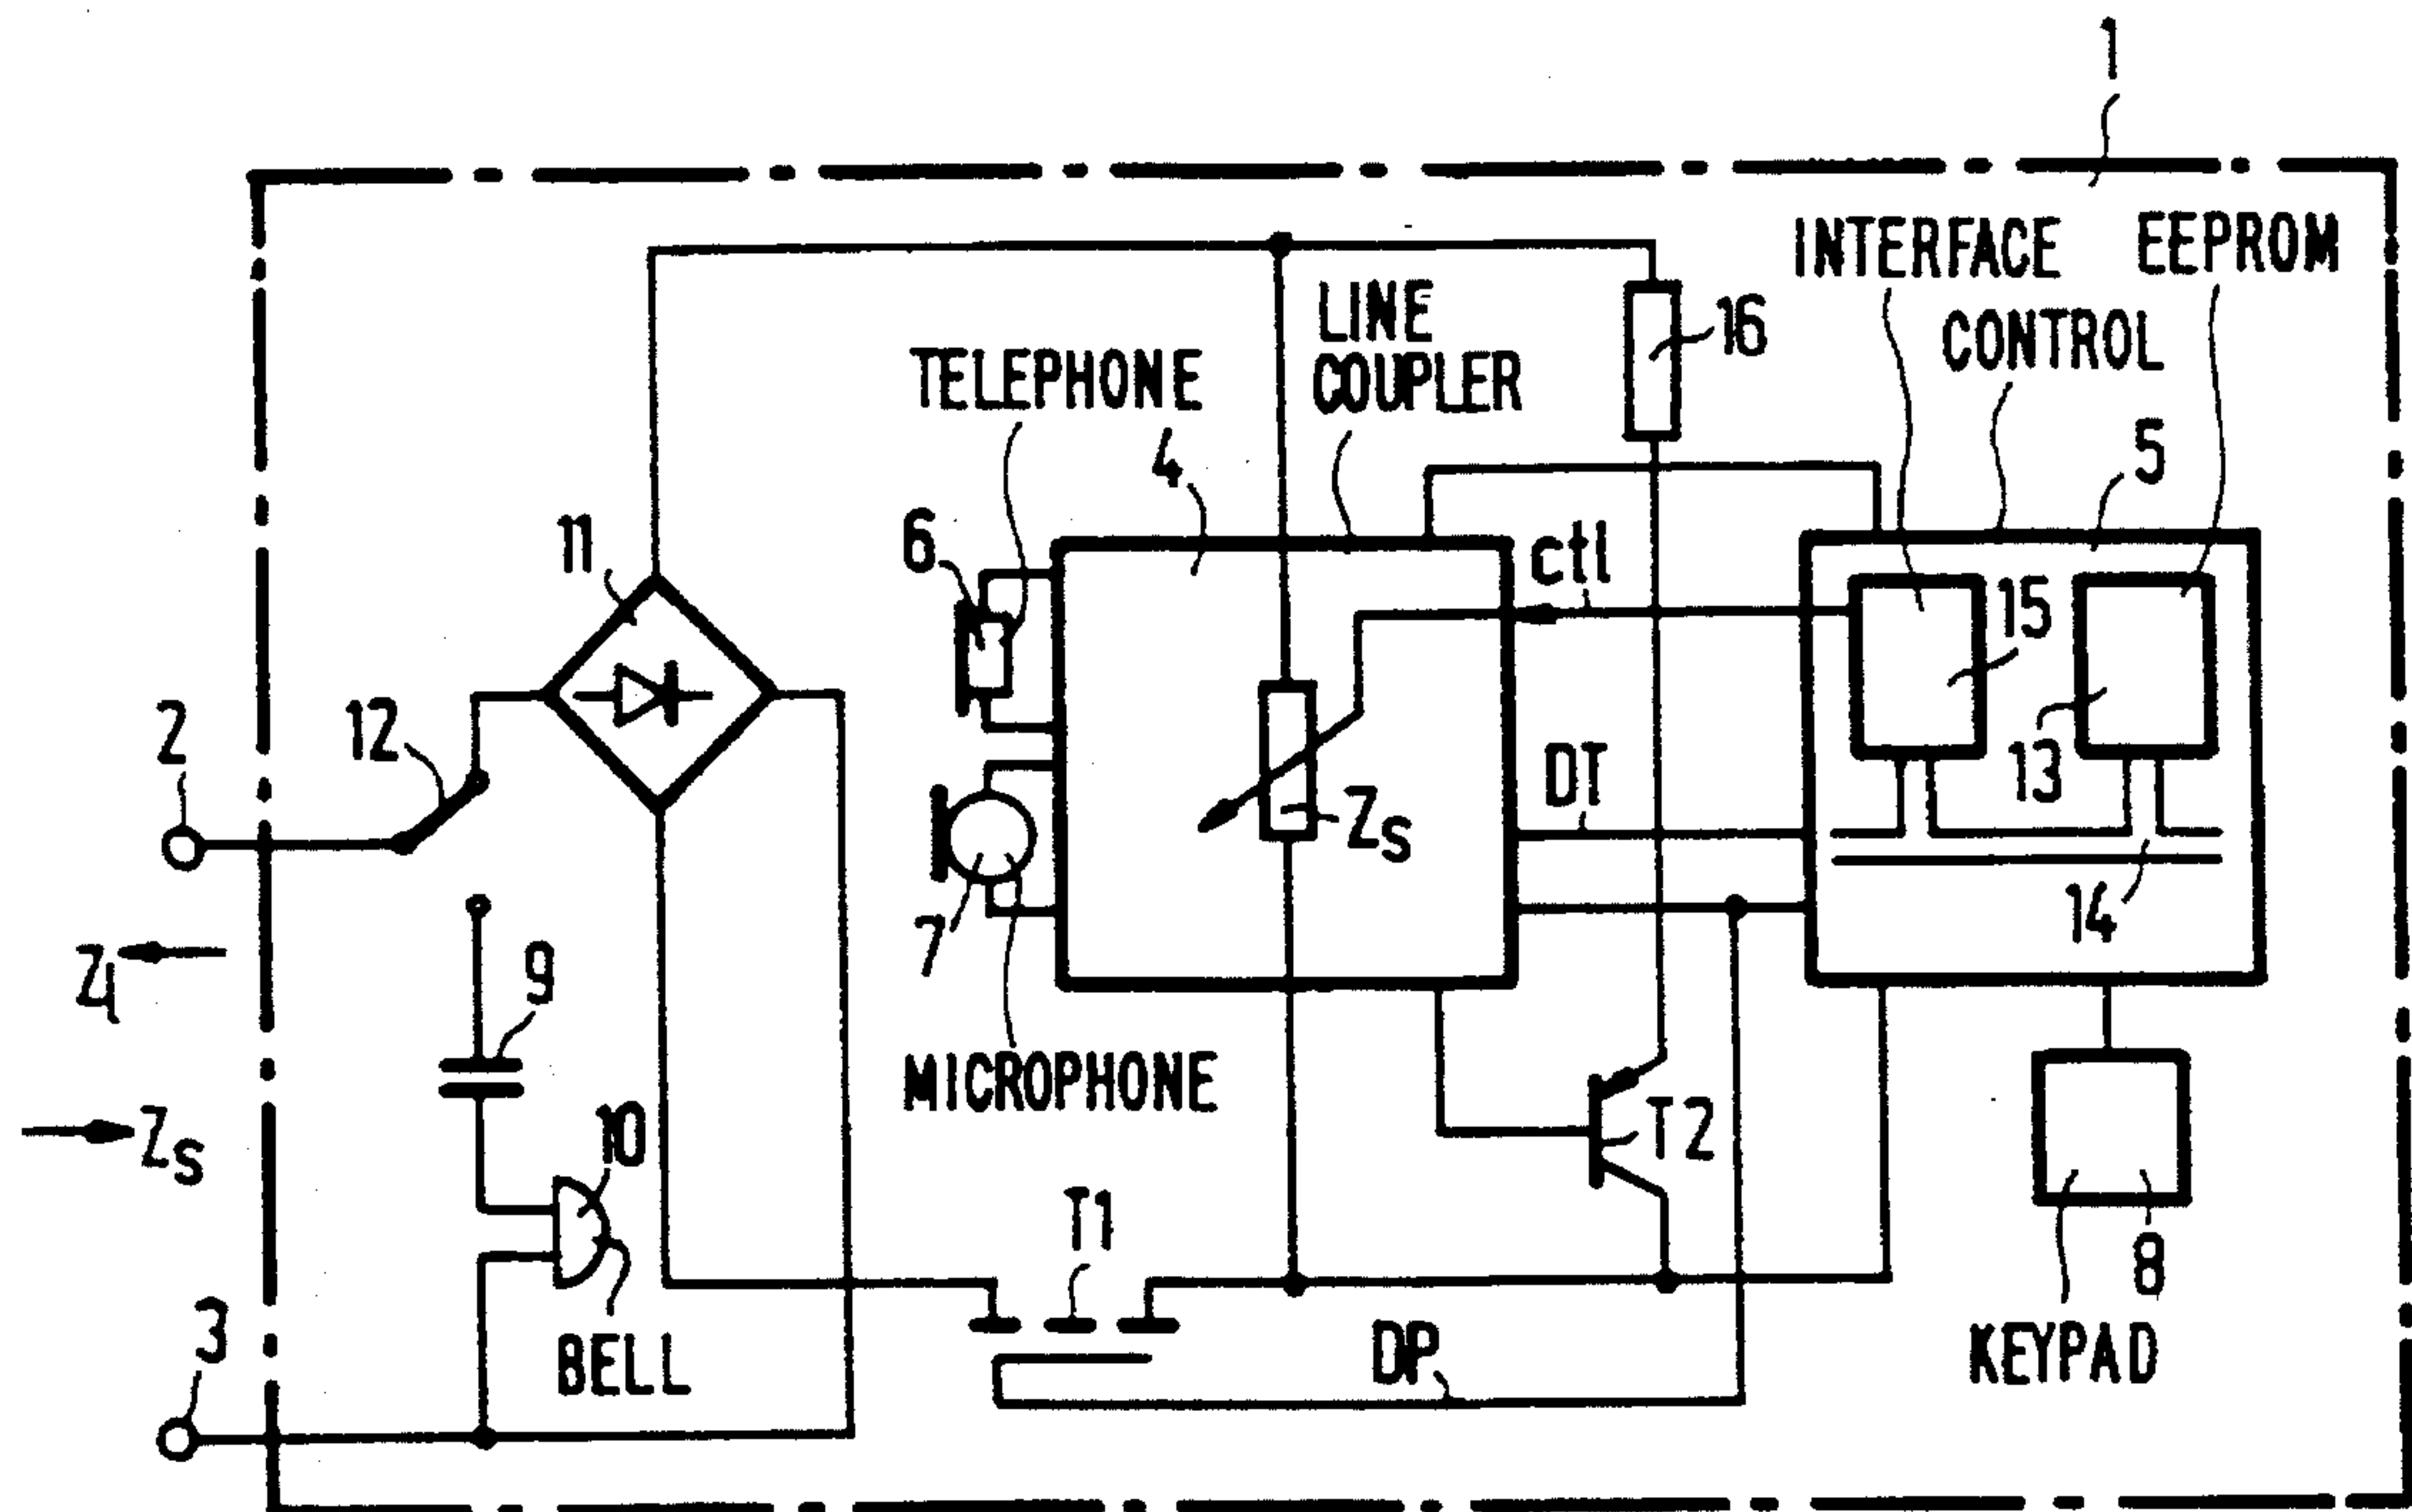 1
INTERFACE EEPROM
LINE
COUPLER
16
CONTROL
TELEPHONE
4
5
11
6
ctl
15
2
12
DT
13
Zs
7
14
Zl
9
MICROPHONE
Zs
10
T2
T1
8
3
BELL
DP
KEYPAD